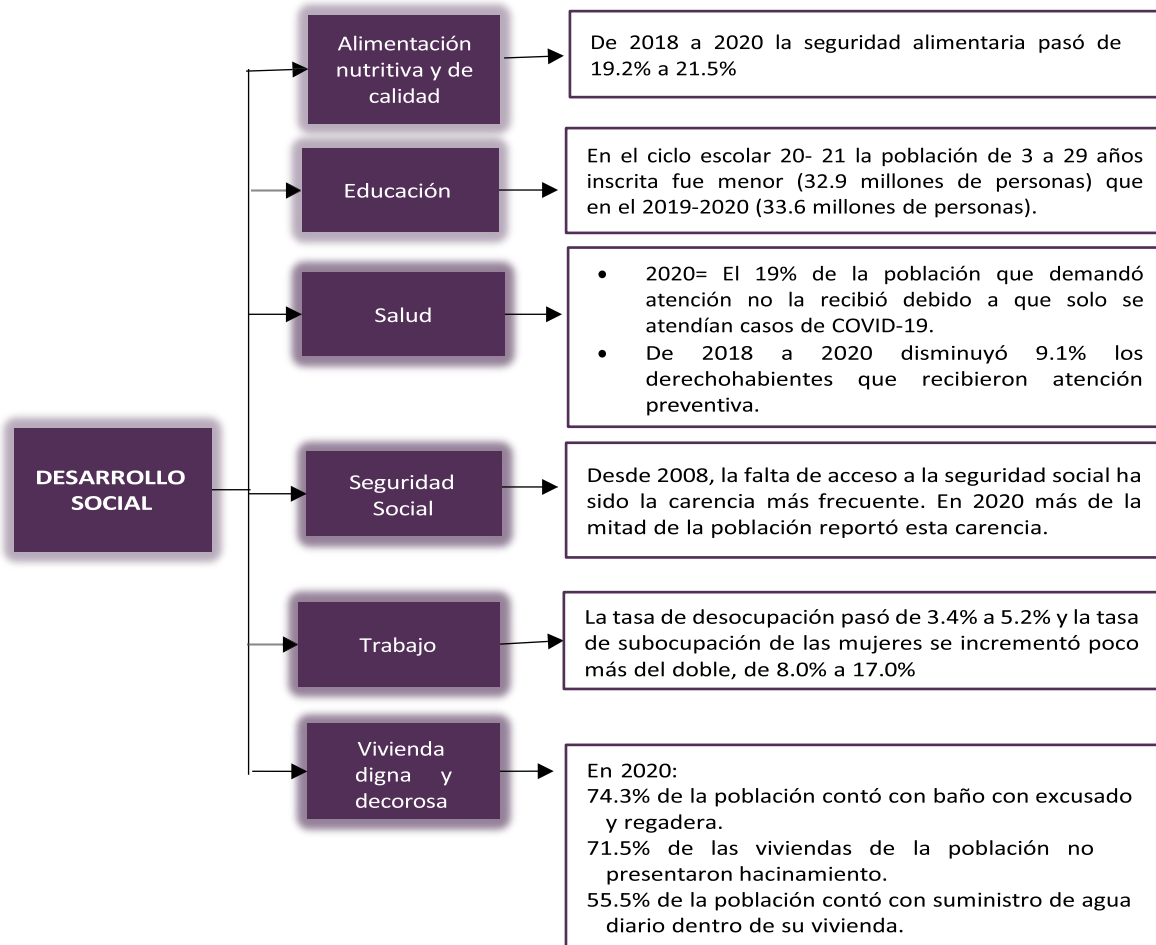 DESARROLLO
SOCIAL
Alimentación
nutritiva y de
calidad
De 2018 a 2020 la seguridad alimentaria pasó de
19.2% a 21.5%
Educación
En el ciclo escolar 20- 21 la población de 3 a 29 años
inscrita fue menor (32.9 millones de personas) que
en el 2019-2020 (33.6 millones de personas).
Salud
• 2020= El 19% de la población que demandó
atención no la recibió debido a que solo se
atendían casos de COVID-19.
• De 2018 a 2020 disminuyó 9.1% los
derechohabientes que recibieron atención
preventiva.
Seguridad
Social
Desde 2008, la falta de acceso a la seguridad social ha
sido la carencia más frecuente. En 2020 más de la
mitad de la población reportó esta carencia.
Trabajo
La tasa de desocupación pasó de 3.4% a 5.2% y la tasa
de subocupación de las mujeres se incrementó poco
más del doble, de 8.0% a 17.0%
Vivienda
digna y
decorosa
En 2020:
74.3% de la población contó con baño con excusado
y regadera.
71.5% de las viviendas de la población no
presentaron hacinamiento.
55.5% de la población contó con suministro de agua
diario dentro de su vivienda.